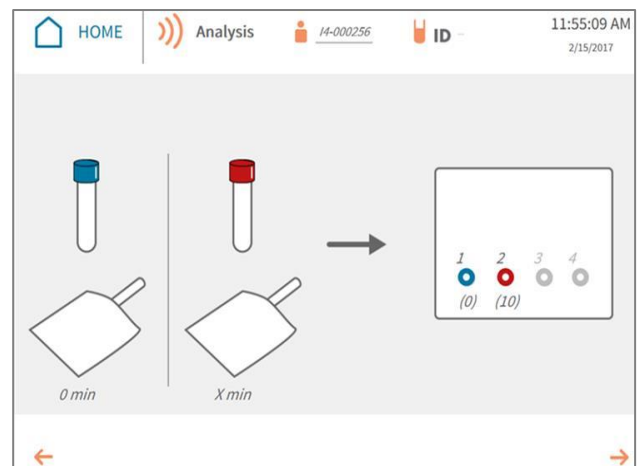 HOME
Analysis
I4-000256
ID
11:55:09 AM
2/15/2017
1 2 3 4
(0) (10)
0 min
X min